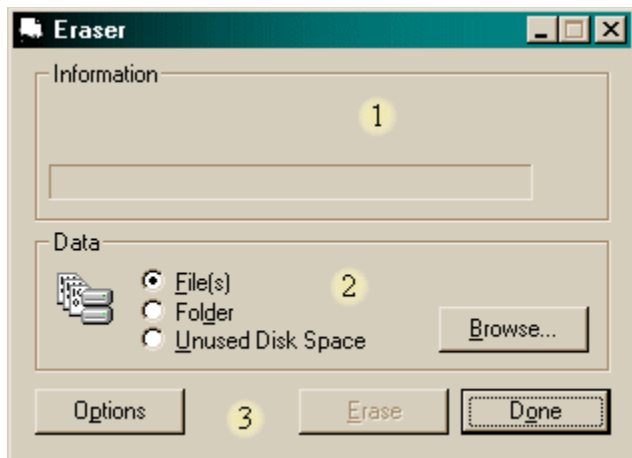 Eraser
Information
1
Data
File(s)
Folder
2
Unused Disk Space
Browse...
Options
3
Erase
Done